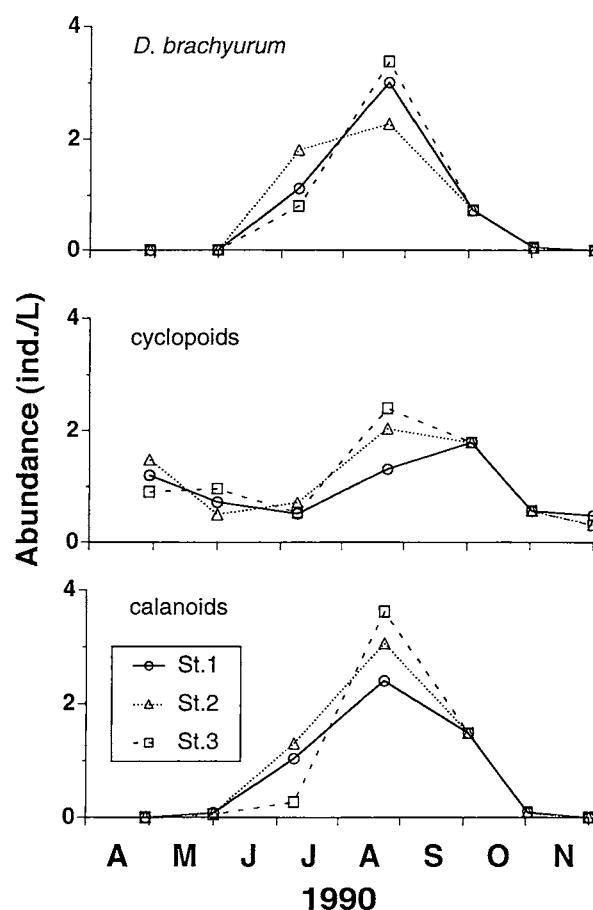 4
D. brachyurum
2
0
4
cyclopoids
2
0
Abundance (ind./L)
4
calanoids
St.1
St.2
St.3
2
0
A M J J A S O N
1990